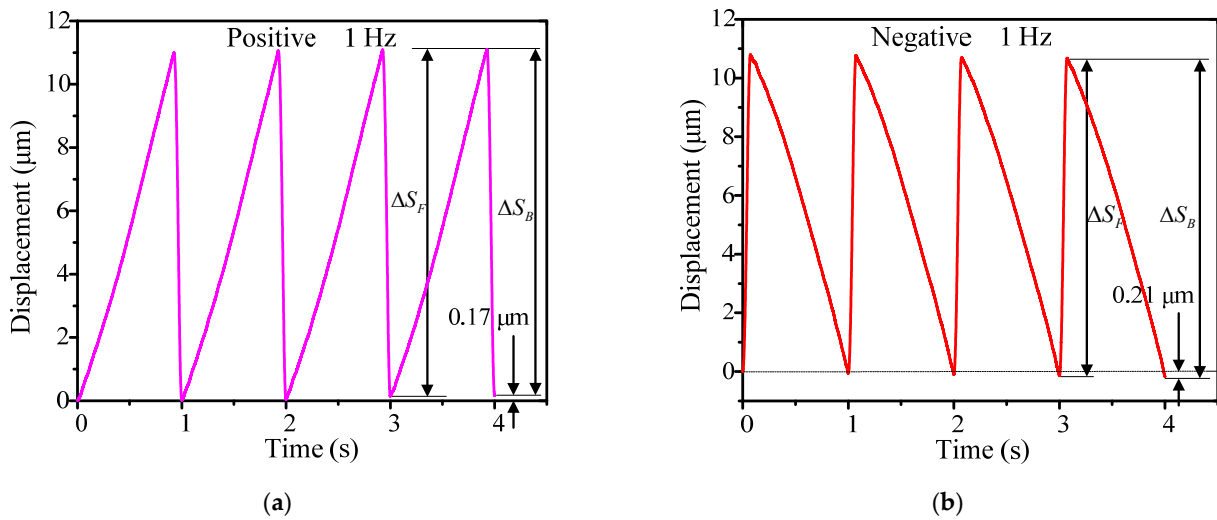 Positive 1 Hz
Displacement (μm)
12
10
8
6
4
2
0
ΔS_F
ΔS_B
0.17 μm
0 1 2 3 4
Time (s)
(a)
Negative 1 Hz
Displacement (μm)
12
10
8
6
4
2
0
ΔS_F
ΔS_B
0.21 μm
0 1 2 3 4
Time (s)
(b)